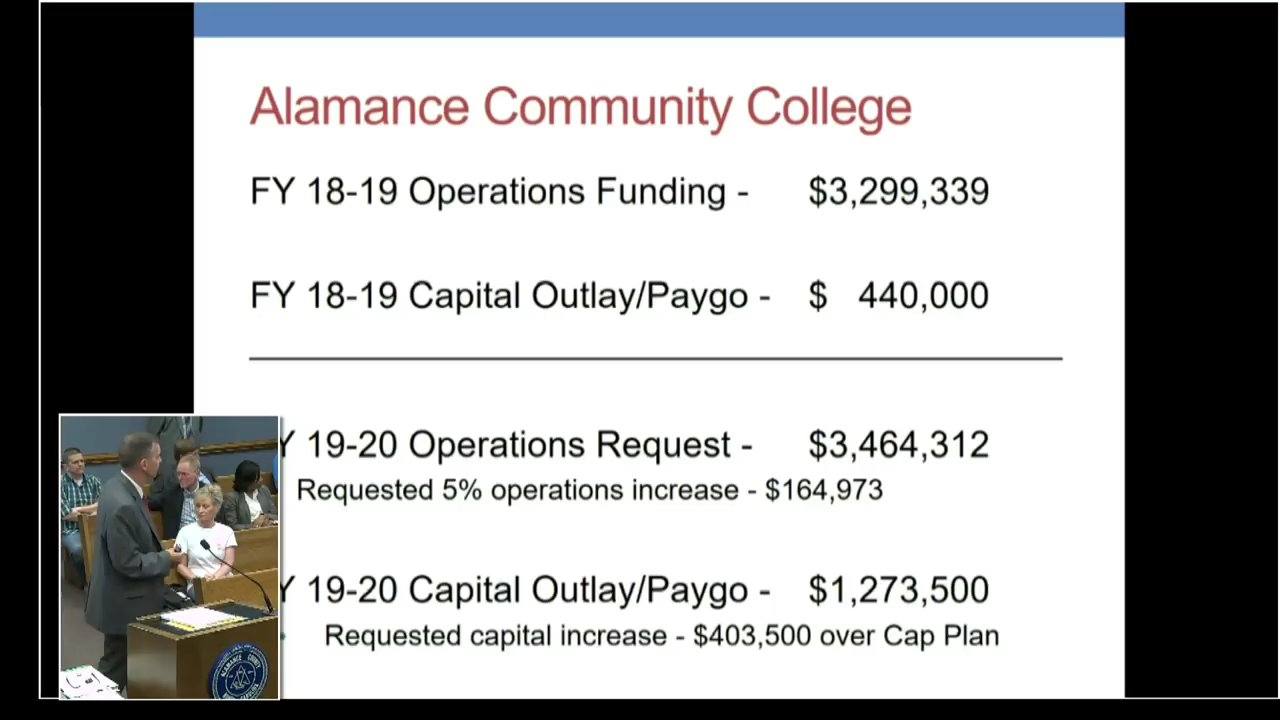 Alamance Community College
FY 18-19 Operations Funding - $3,299,339
FY 18-19 Capital Outlay/Paygo - $ 440,000
Y 19-20 Operations Request - $3,464,312
Requested 5% operations increase - $164,973
Y 19-20 Capital Outlay/Paygo - $1,273,500
Requested capital increase - $403,500 over Cap Plan
ALAMANCE COUNTY